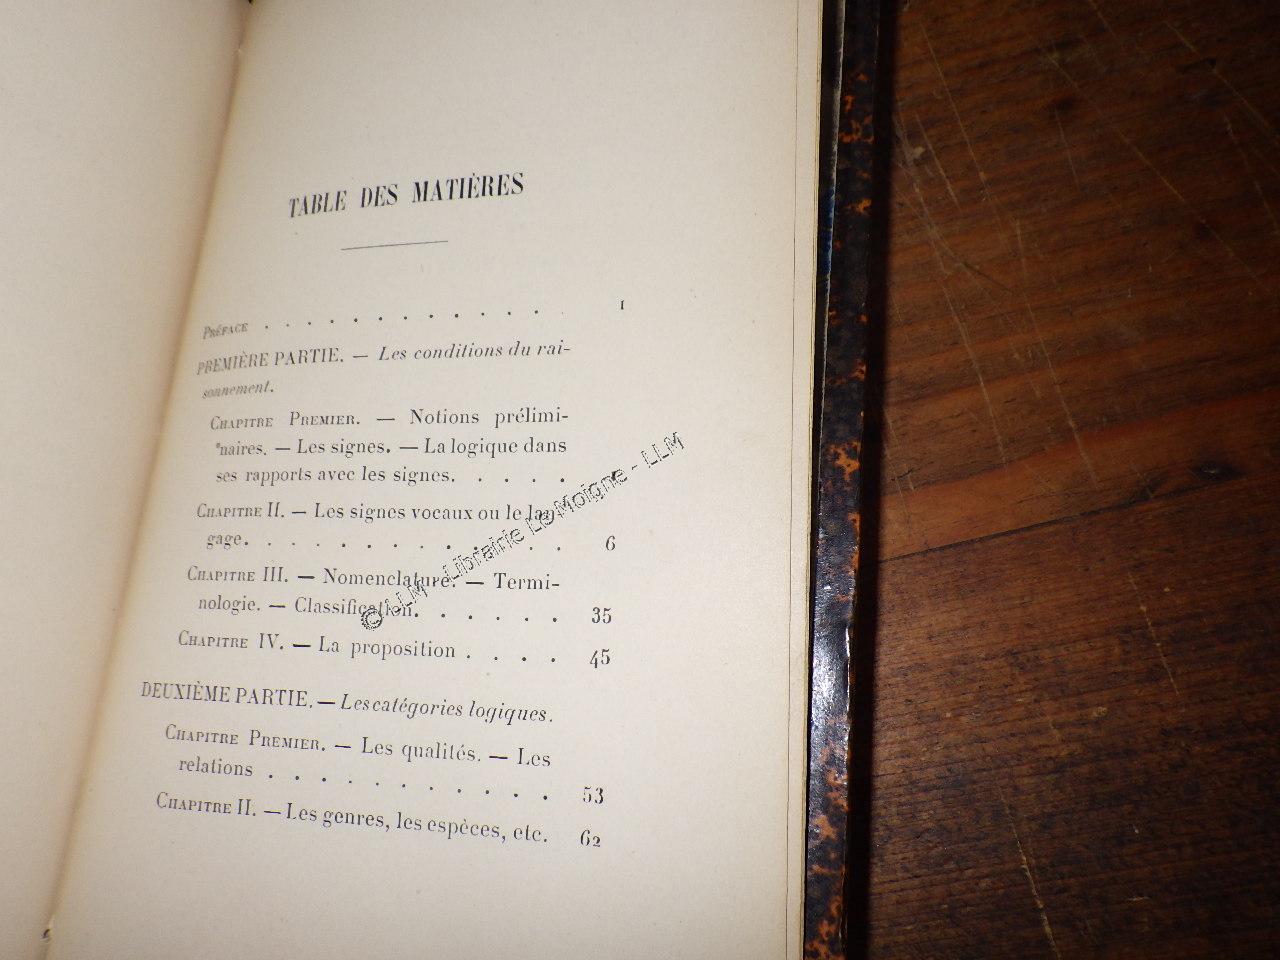 TABLE DES MATIÈRES
PRÉFACE . . . . . . . . . . . . . I
PREMIÈRE PARTIE. — Les conditions du rai-
sonnement.
CHAPITRE PREMIER. — Notions prélimi-
naires. — Les signes. — La logique dans
ses rapports avec les signes. . . . . .
CHAPITRE II. — Les signes vocaux ou le lan-
gage. . . . . . . . . . . . . . 6
CHAPITRE III. — Nomenclature. — Termi-
nologie. — Classification. . . . . . . 35
CHAPITRE IV. — La proposition . . . . 45
DEUXIÈME PARTIE. — Les catégories logiques.
CHAPITRE PREMIER. — Les qualités. — Les
relations . . . . . . . . . . . . 53
CHAPITRE II. — Les genres, les espèces, etc. 62
© LLM - Librairie Le Moigne - LLM